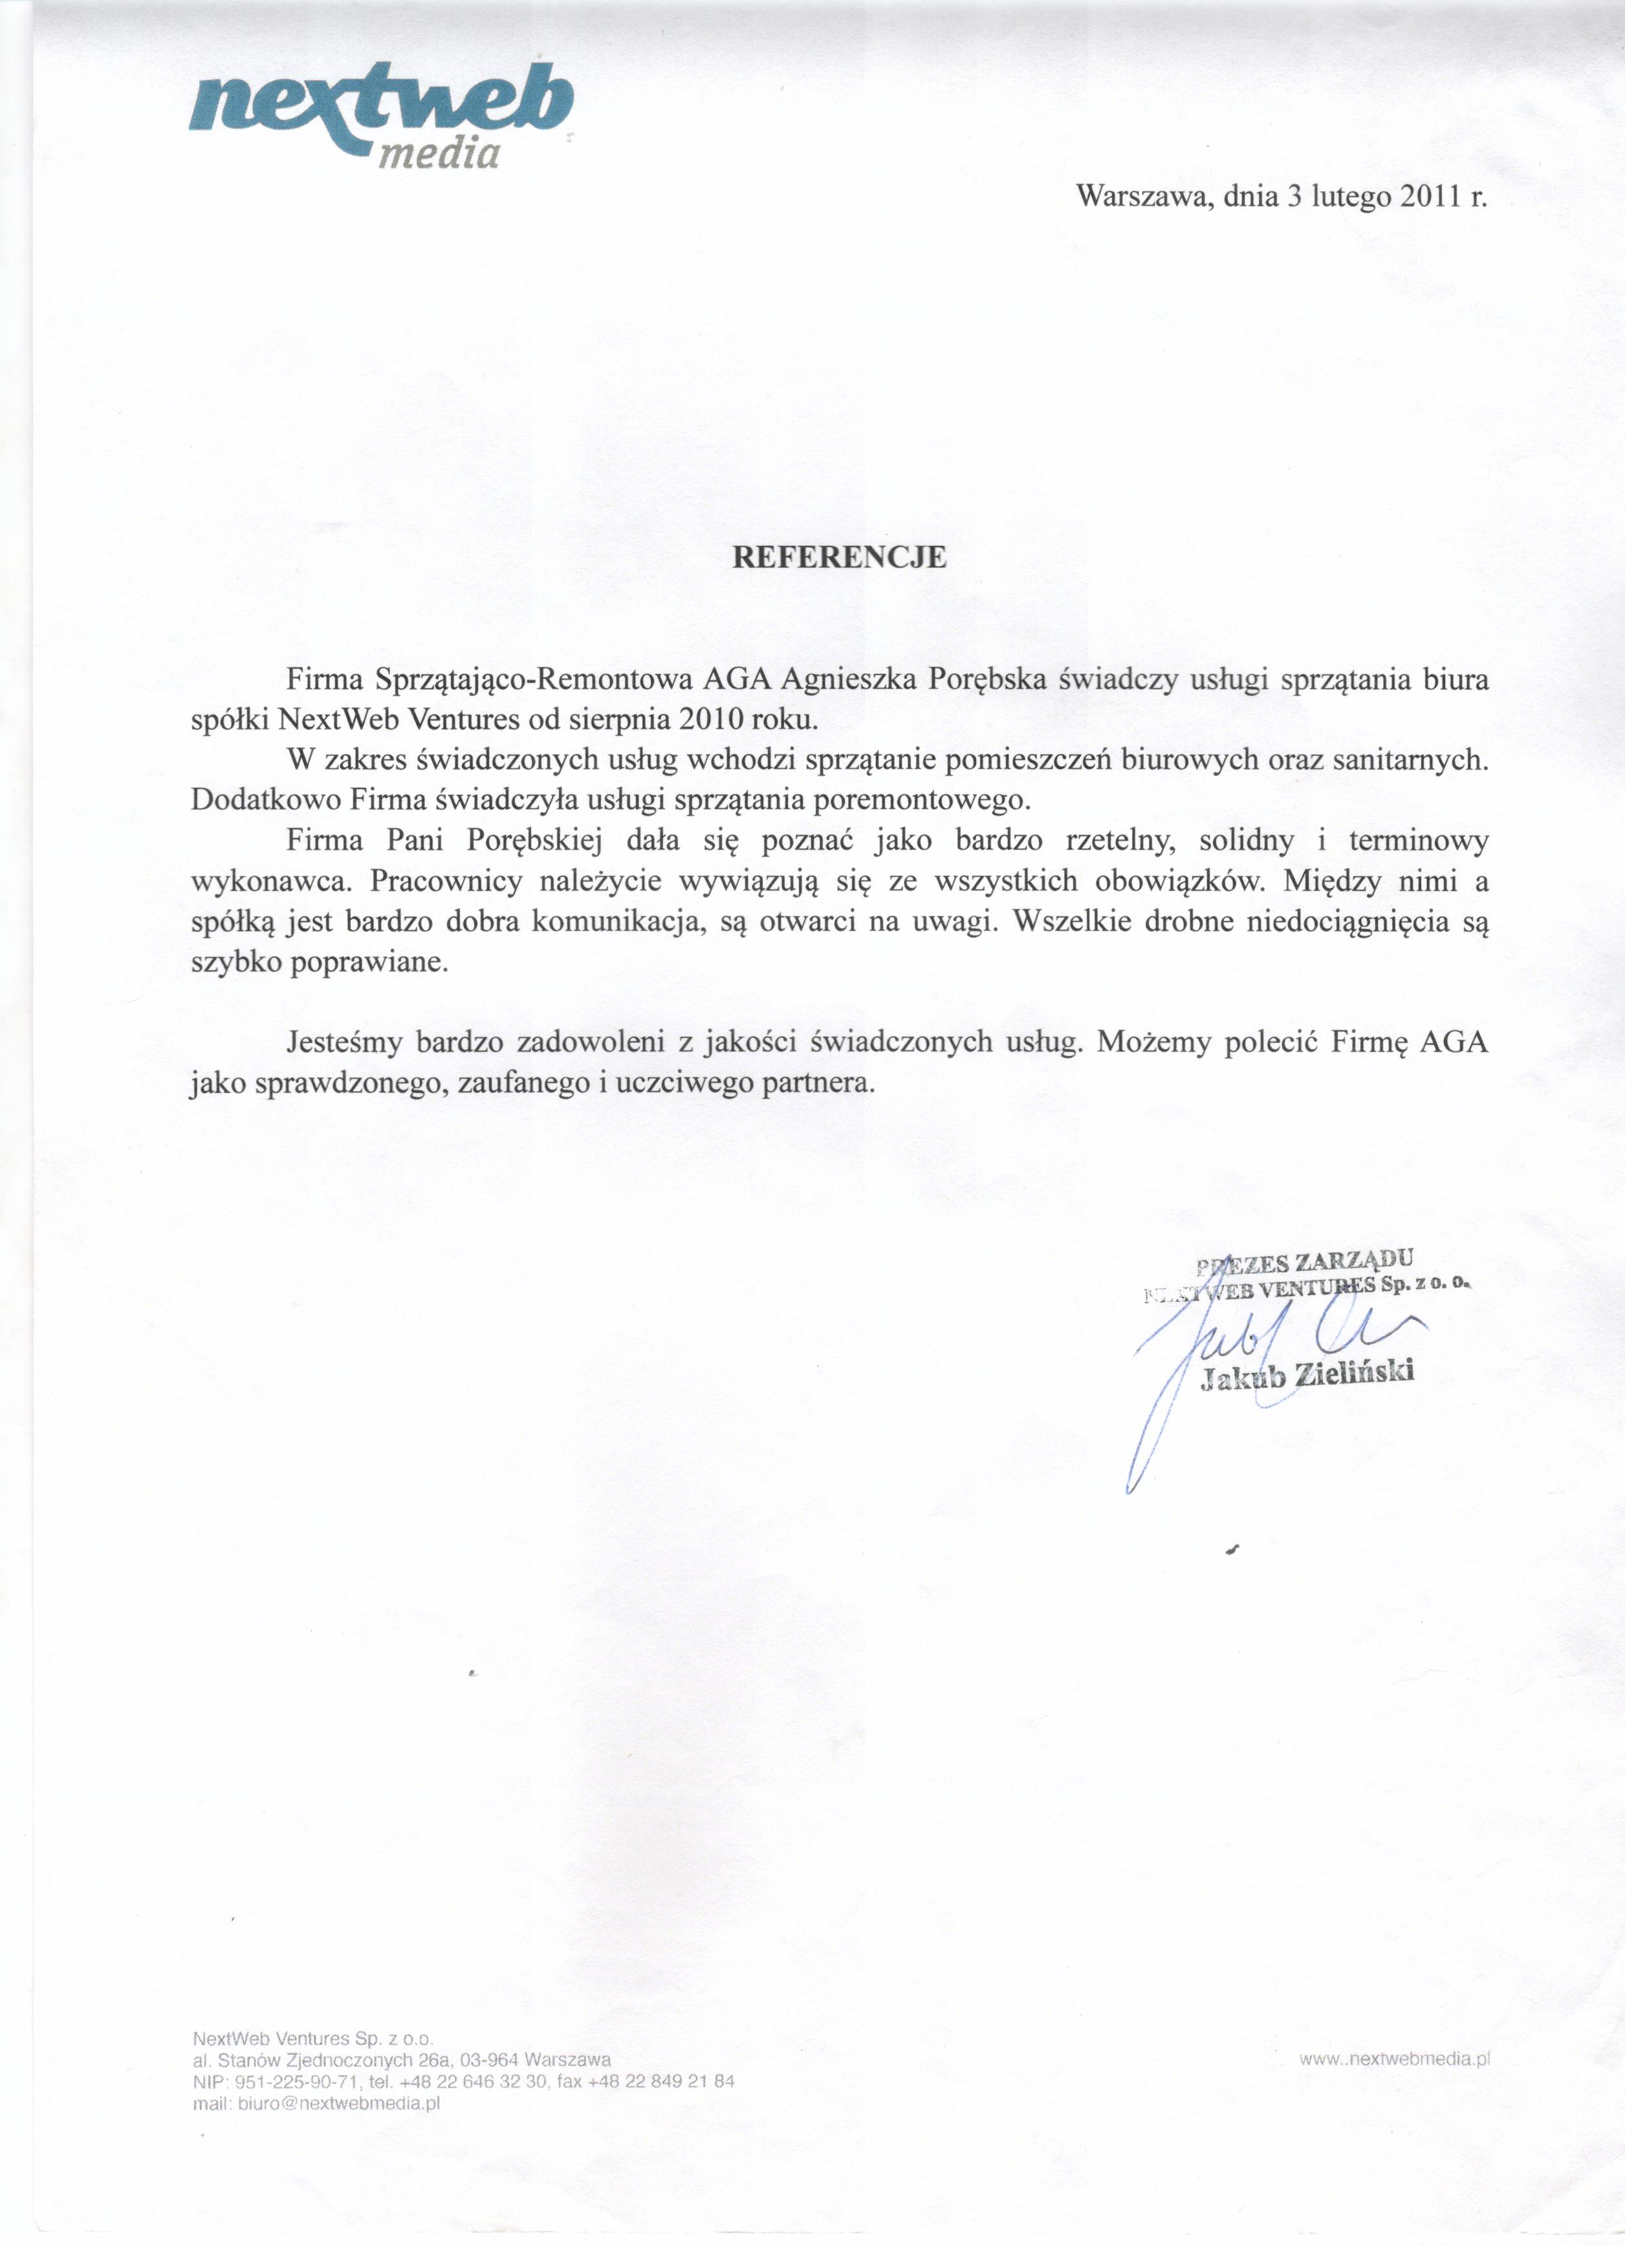 nextweb
media
Warszawa, dnia 3 lutego 2011 r.
REFERENCJE
Firma Sprzątająco-Remontowa AGA Agnieszka Porębska świadczy usługi sprzątania biura
spółki NextWeb Ventures od sierpnia 2010 roku.
W zakres świadczonych usług wchodzi sprzątanie pomieszczeń biurowych oraz sanitarnych.
Dodatkowo Firma świadczyła usługi sprzątania poremontowego.
Firma Pani Porębskiej dała się poznać jako bardzo rzetelny, solidny i terminowy
wykonawca. Pracownicy należycie wywiązują się ze wszystkich obowiązków. Między nimi a
spółką jest bardzo dobra komunikacja, są otwarci na uwagi. Wszelkie drobne niedociągnięcia są
szybko poprawiane.
Jesteśmy bardzo zadowoleni z jakości świadczonych usług. Możemy polecić Firmę AGA
jako sprawdzonego, zaufanego i uczciwego partnera.
PREZES ZARZĄDU
NEXTWEB VENTURES Sp. z o. o.
Jakub Zieliński
NextWeb Ventures Sp. z o.o.
al. Stanów Zjednoczonych 26a, 03-964 Warszawa
www..nextwebmedia.pl
NIP: 951-225-90-71, tel. +48 22 646 32 30, fax +48 22 849 21 84
mail: biuro@nextwebmedia.pl